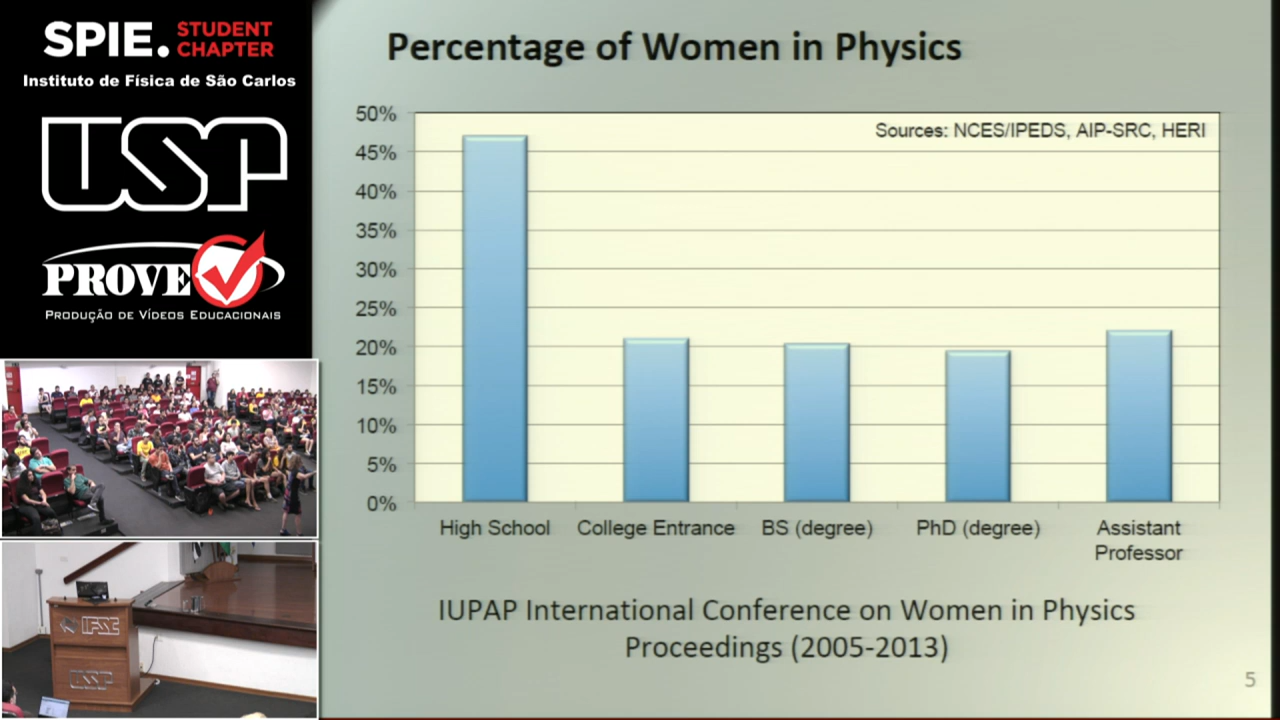 SPIE. STUDENT
CHAPTER
Instituto de Física de São Carlos
USP
PROVE
PRODUÇÃO DE VÍDEOS EDUCACIONAIS
IFSC
USP
Percentage of Women in Physics
50%
45%
40%
35%
30%
25%
20%
15%
10%
5%
0%
Sources: NCES/IPEDS, AIP-SRC, HERI
High School
College Entrance
BS (degree)
PhD (degree)
Assistant
Professor
IUPAP International Conference on Women in Physics
Proceedings (2005-2013)
5